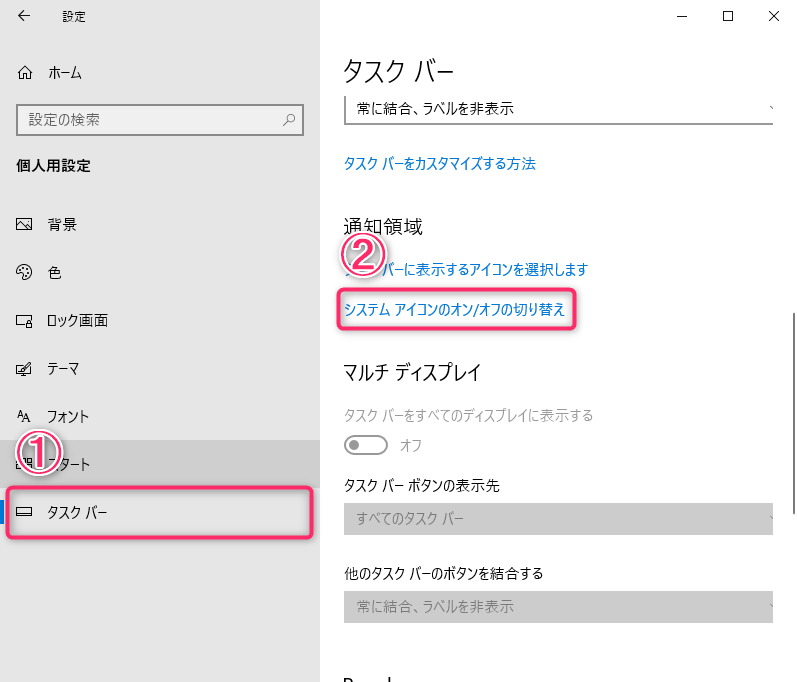 設定
ホーム
設定の検索
個人用設定
背景
色
ロック画面
テーマ
フォント
①
タート
タスク バー
タスク バー
常に結合、ラベルを非表示
タスク バーをカスタマイズする方法
通知領域
②
バーに表示するアイコンを選択します
システム アイコンのオン/オフの切り替え
マルチ ディスプレイ
タスク バーをすべてのディスプレイに表示する
オフ
タスク バー ボタンの表示先
すべてのタスク バー
他のタスク バーのボタンを結合する
常に結合、ラベルを非表示